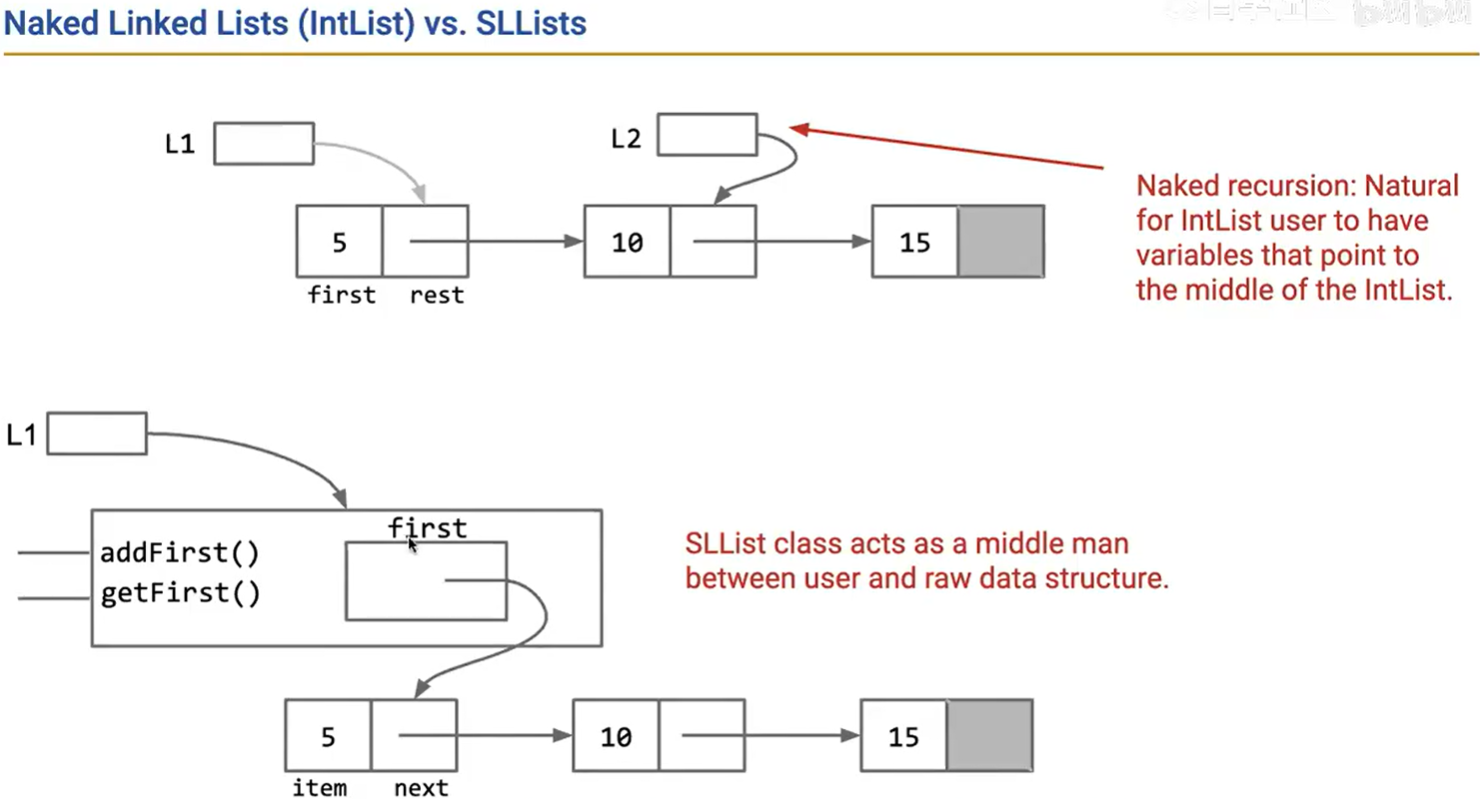 Naked Linked Lists (IntList) vs. SLLists
L1
L2
5
10
15
first rest
Naked recursion: Natural
for IntList user to have
variables that point to
the middle of the IntList.
L1
first
addFirst()
getFirst()
SLList class acts as a middle man
between user and raw data structure.
5
10
15
item next